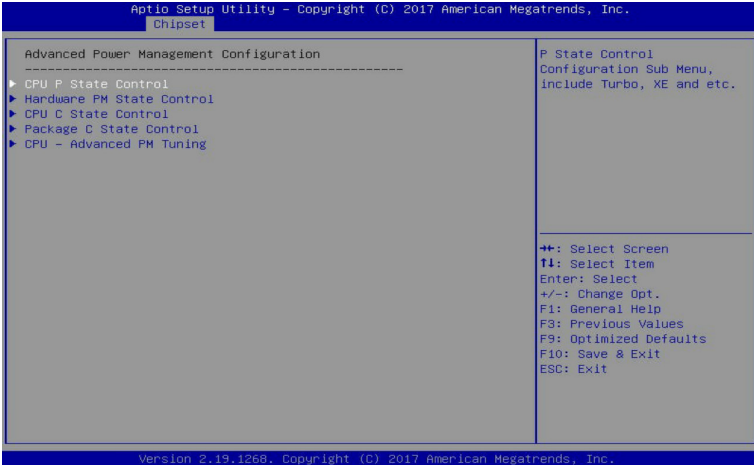 Aptio Setup Utility – Copyright (C) 2017 American Megatrends, Inc.
Chipset
Advanced Power Management Configuration
--------------------------------------------------
▶ CPU P State Control
▶ Hardware PM State Control
▶ CPU C State Control
▶ Package C State Control
▶ CPU – Advanced PM Tuning
P State Control
Configuration Sub Menu,
include Turbo, XE and etc.
→←: Select Screen
↑↓: Select Item
Enter: Select
+/-: Change Opt.
F1: General Help
F3: Previous Values
F9: Optimized Defaults
F10: Save & Exit
ESC: Exit
Version 2.19.1268. Copyright (C) 2017 American Megatrends, Inc.